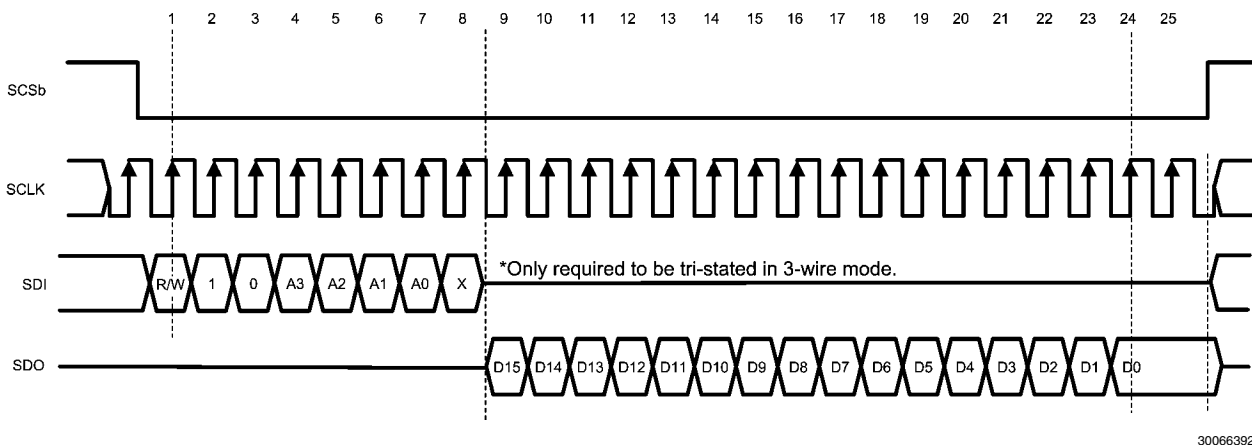 1 2 3 4 5 6 7 8 9 10 11 12 13 14 15 16 17 18 19 20 21 22 23 24 25
SCSb
SCLK
SDI R/W 1 0 A3 A2 A1 A0 X *Only required to be tri-stated in 3-wire mode.
SDO D15 D14 D13 D12 D11 D10 D9 D8 D7 D6 D5 D4 D3 D2 D1 D0
30066392